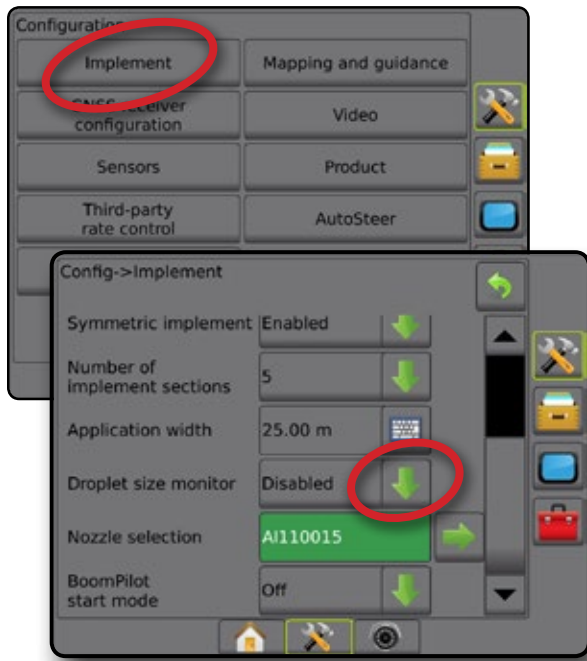 Configuration
Implement
Mapping and guidance
GNSS receiver
configuration
Video
Sensors
Product
Third-party
rate control
AutoSteer
Config->Implement
Symmetric implement
Enabled
Number of
implement sections
5
Application width
25.00 m
Droplet size monitor
Disabled
Nozzle selection
AI110015
BoomPilot
start mode
Off